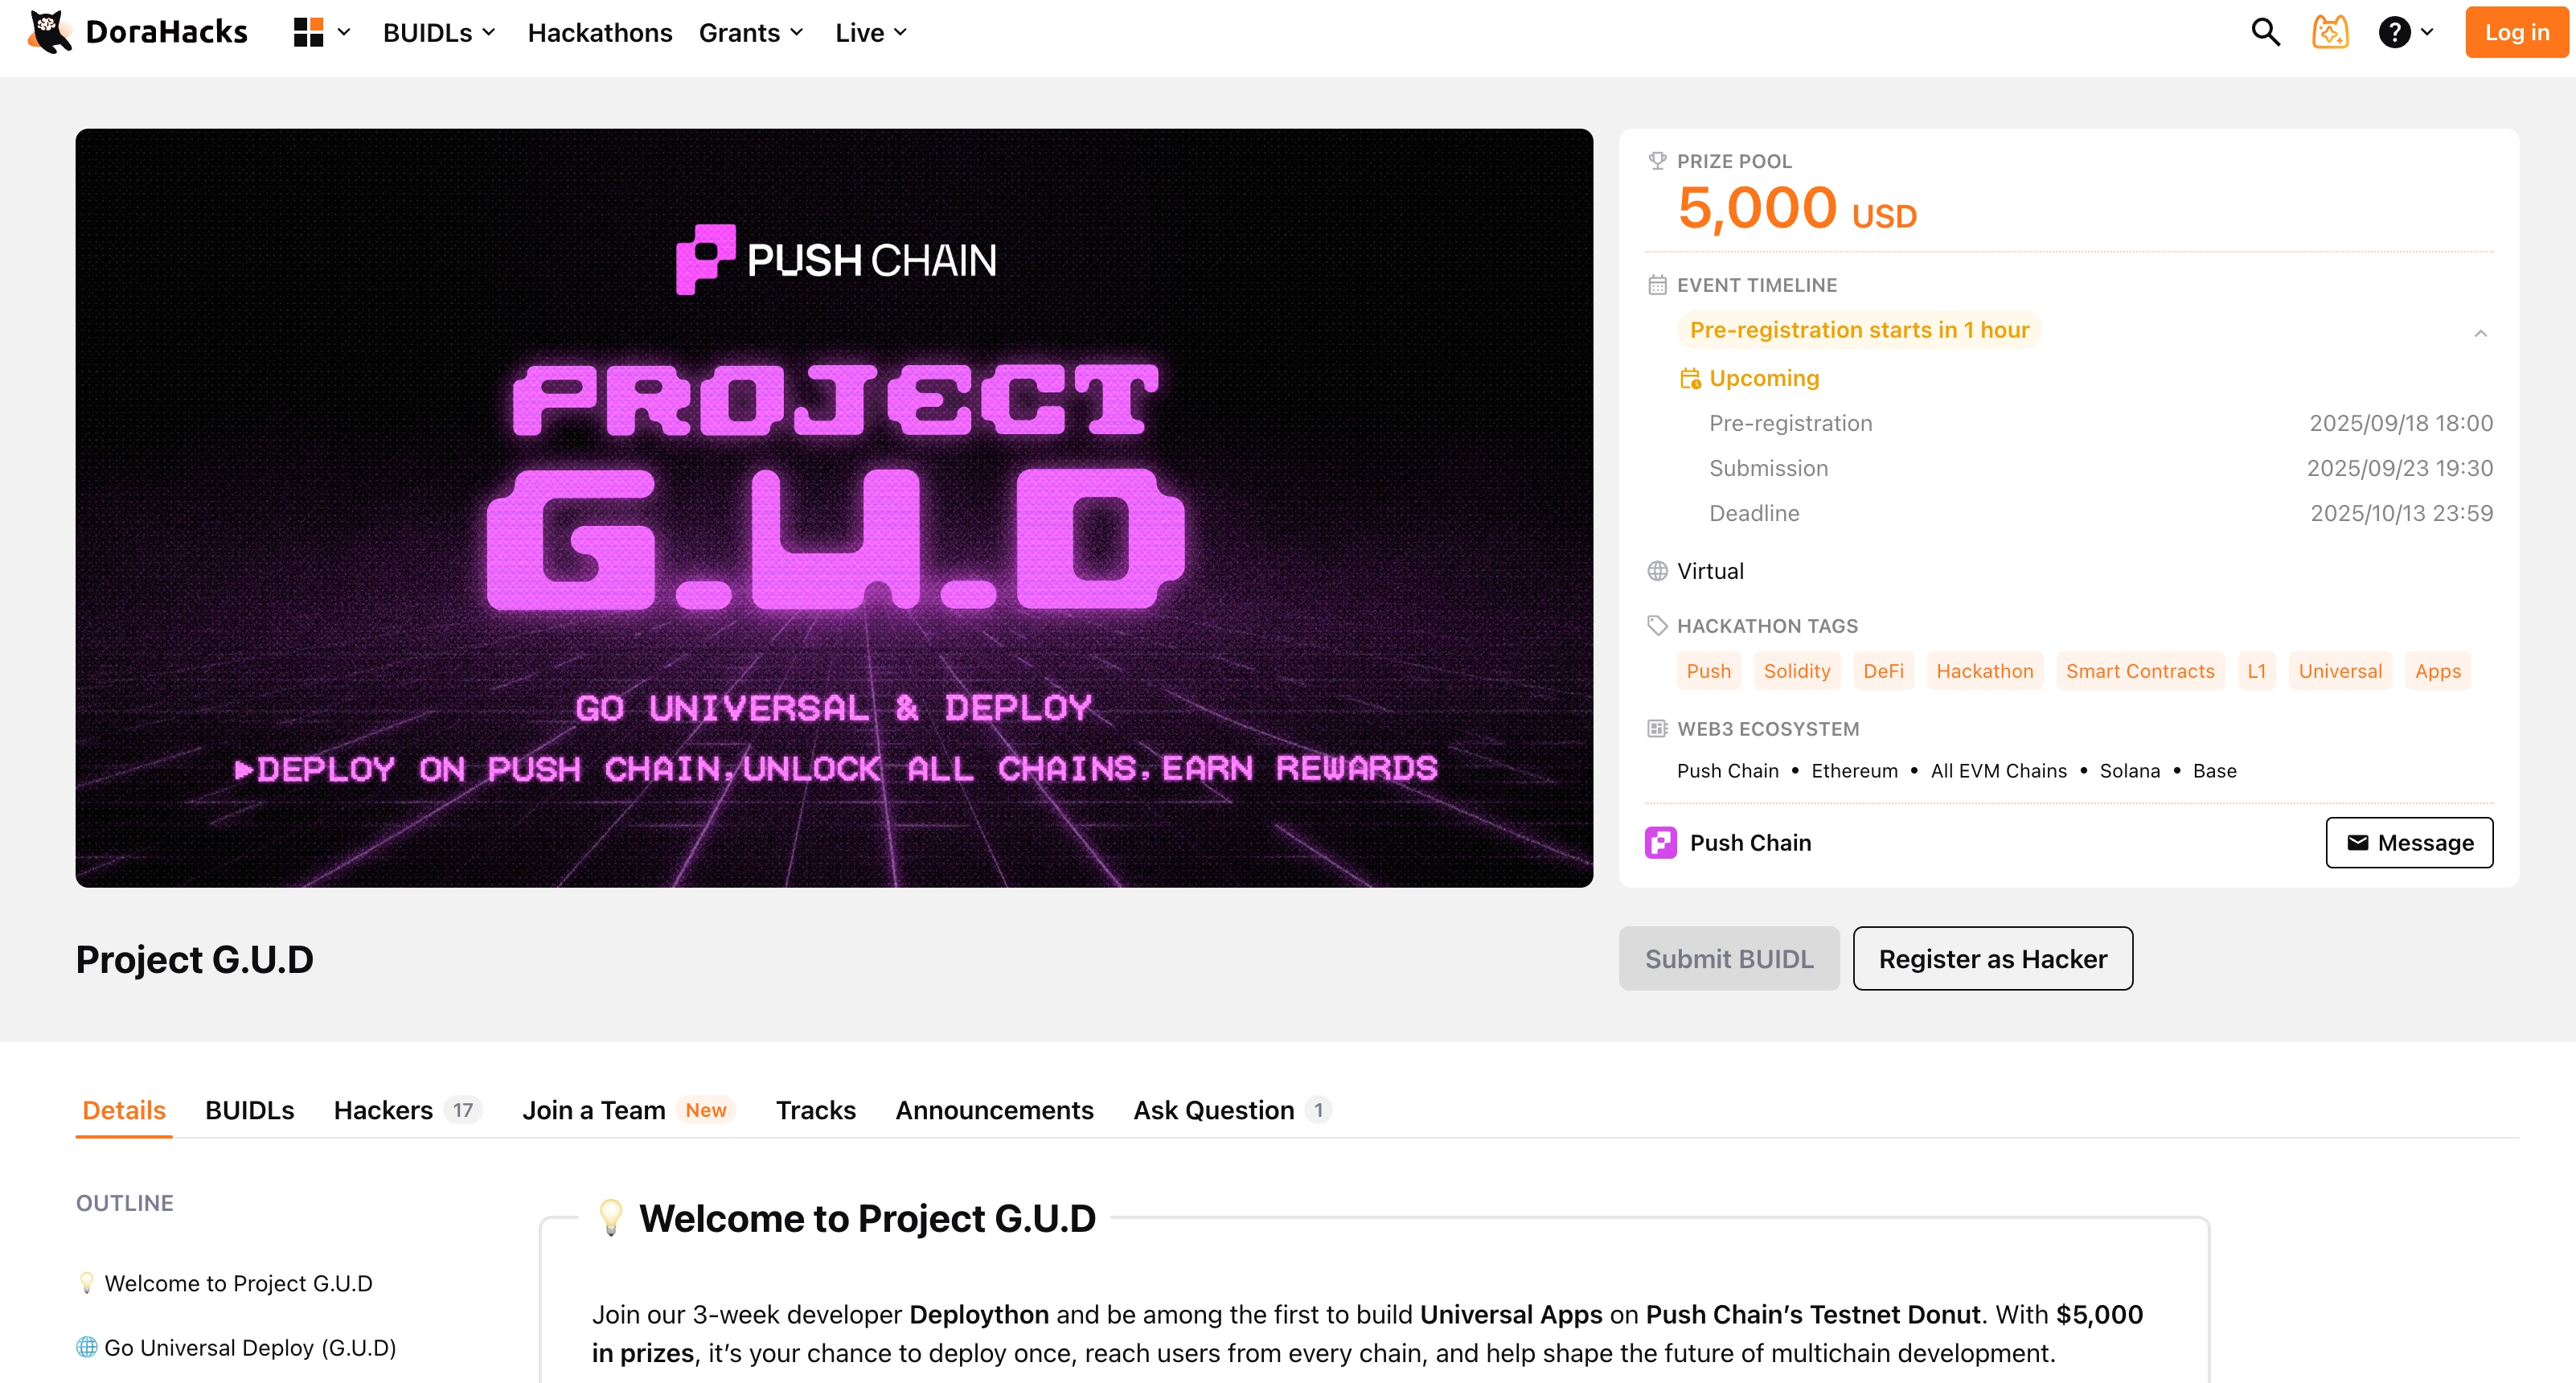 DoraHacks
BUIDLs
Hackathons
Grants
Live
?
Log in
PUSH CHAIN
PROJECT
G.U.D
GO UNIVERSAL & DEPLOY
▶DEPLOY ON PUSH CHAIN, UNLOCK ALL CHAINS, EARN REWARDS
PRIZE POOL
5,000 USD
EVENT TIMELINE
Pre-registration starts in 1 hour
Upcoming
Pre-registration 2025/09/18 18:00
Submission 2025/09/23 19:30
Deadline 2025/10/13 23:59
Virtual
HACKATHON TAGS
Push Solidity DeFi Hackathon Smart Contracts L1 Universal Apps
WEB3 ECOSYSTEM
Push Chain • Ethereum • All EVM Chains • Solana • Base
Push Chain
Message
Project G.U.D
Submit BUIDL
Register as Hacker
Details
BUIDLs
Hackers 17
Join a Team New
Tracks
Announcements
Ask Question 1
OUTLINE
💡 Welcome to Project G.U.D
🌐 Go Universal Deploy (G.U.D)
💡 Welcome to Project G.U.D
Join our 3-week developer Deploython and be among the first to build Universal Apps on Push Chain’s Testnet Donut. With $5,000
in prizes, it’s your chance to deploy once, reach users from every chain, and help shape the future of multichain development.